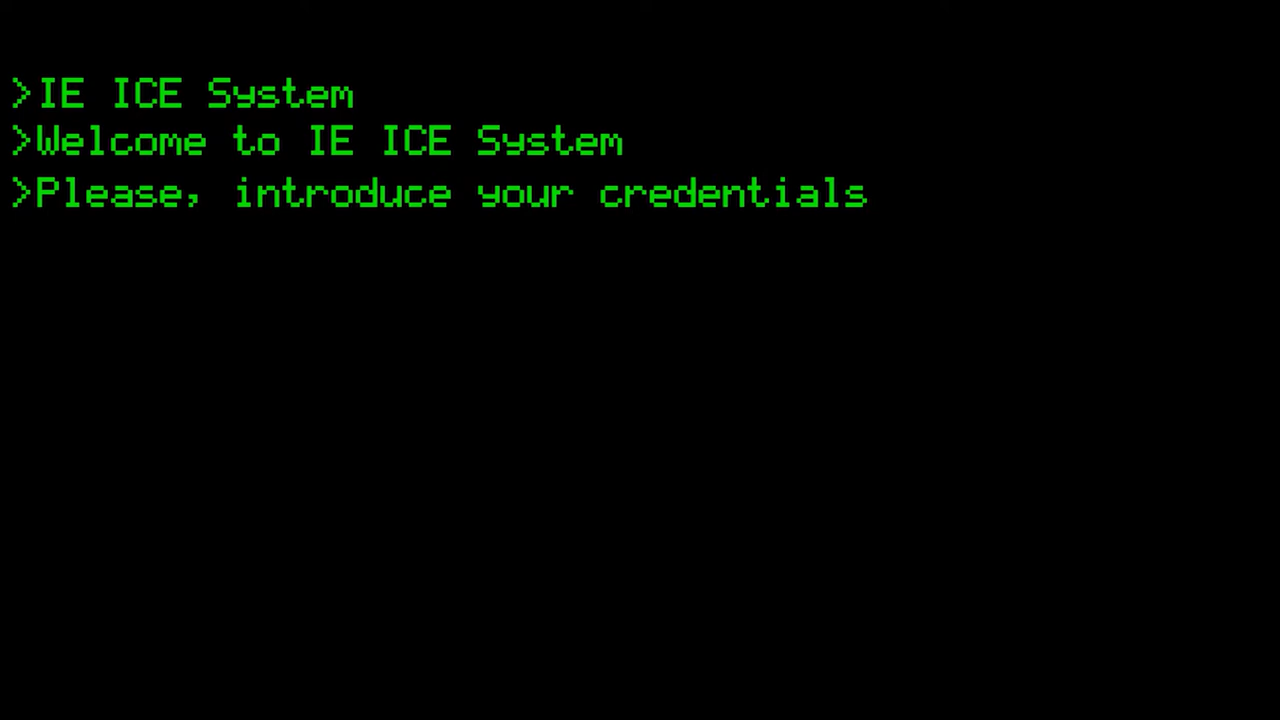 >IE ICE System
>Welcome to IE ICE System
>Please, introduce your credentials